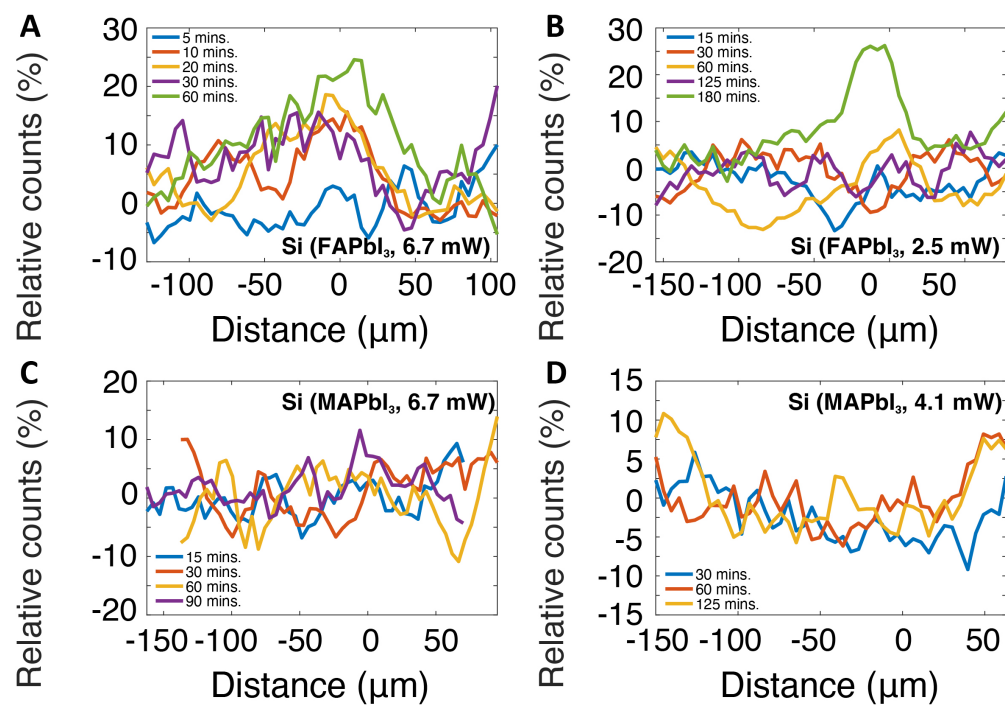 A
Relative counts (%)
30
20
10
0
-10
5 mins.
10 mins.
20 mins.
30 mins.
60 mins.
Si (FAPbI₃, 6.7 mW)
-100 -50 0 50 100
Distance (µm)
B
Relative counts (%)
30
20
10
0
-10
-20
15 mins.
30 mins.
60 mins.
125 mins.
180 mins.
Si (FAPbI₃, 2.5 mW)
-150 -100 -50 0 50
Distance (µm)
C
Relative counts (%)
20
10
0
-10
-20
Si (MAPbI₃, 6.7 mW)
15 mins.
30 mins.
60 mins.
90 mins.
-150 -100 -50 0 50
Distance (µm)
D
Relative counts (%)
15
10
5
0
-5
-10
-15
Si (MAPbI₃, 4.1 mW)
30 mins.
60 mins.
125 mins.
-100 -50 0 50
Distance (µm)